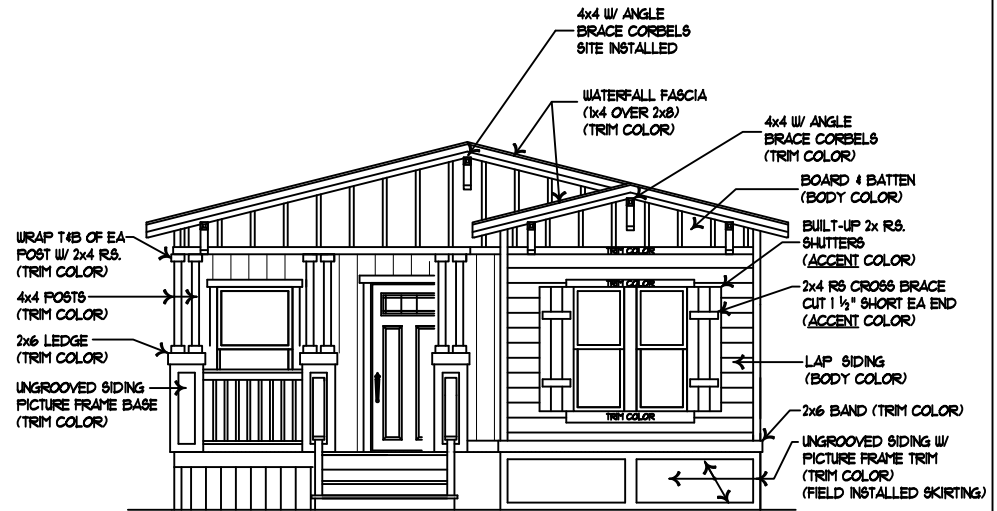 4x4 W/ ANGLE
BRACE CORBELS
SITE INSTALLED
WATERFALL FASCIA
(1x4 OVER 2x8)
(TRIM COLOR)
4x4 W/ ANGLE
BRACE CORBELS
(TRIM COLOR)
BOARD & BATTEN
(BODY COLOR)
BUILT-UP 2x RS.
SHUTTERS
(ACCENT COLOR)
2x4 RS CROSS BRACE
CUT 1 ½" SHORT EA END
(ACCENT COLOR)
LAP SIDING
(BODY COLOR)
2x6 BAND (TRIM COLOR)
UNGROOVED SIDING W/
PICTURE FRAME TRIM
(TRIM COLOR)
(FIELD INSTALLED SKIRTING)
WRAP T&B OF EA
POST W/ 2x4 RS.
(TRIM COLOR)
4x4 POSTS
(TRIM COLOR)
2x6 LEDGE
(TRIM COLOR)
UNGROOVED SIDING
PICTURE FRAME BASE
(TRIM COLOR)
TRIM COLOR
TRIM COLOR
TRIM COLOR